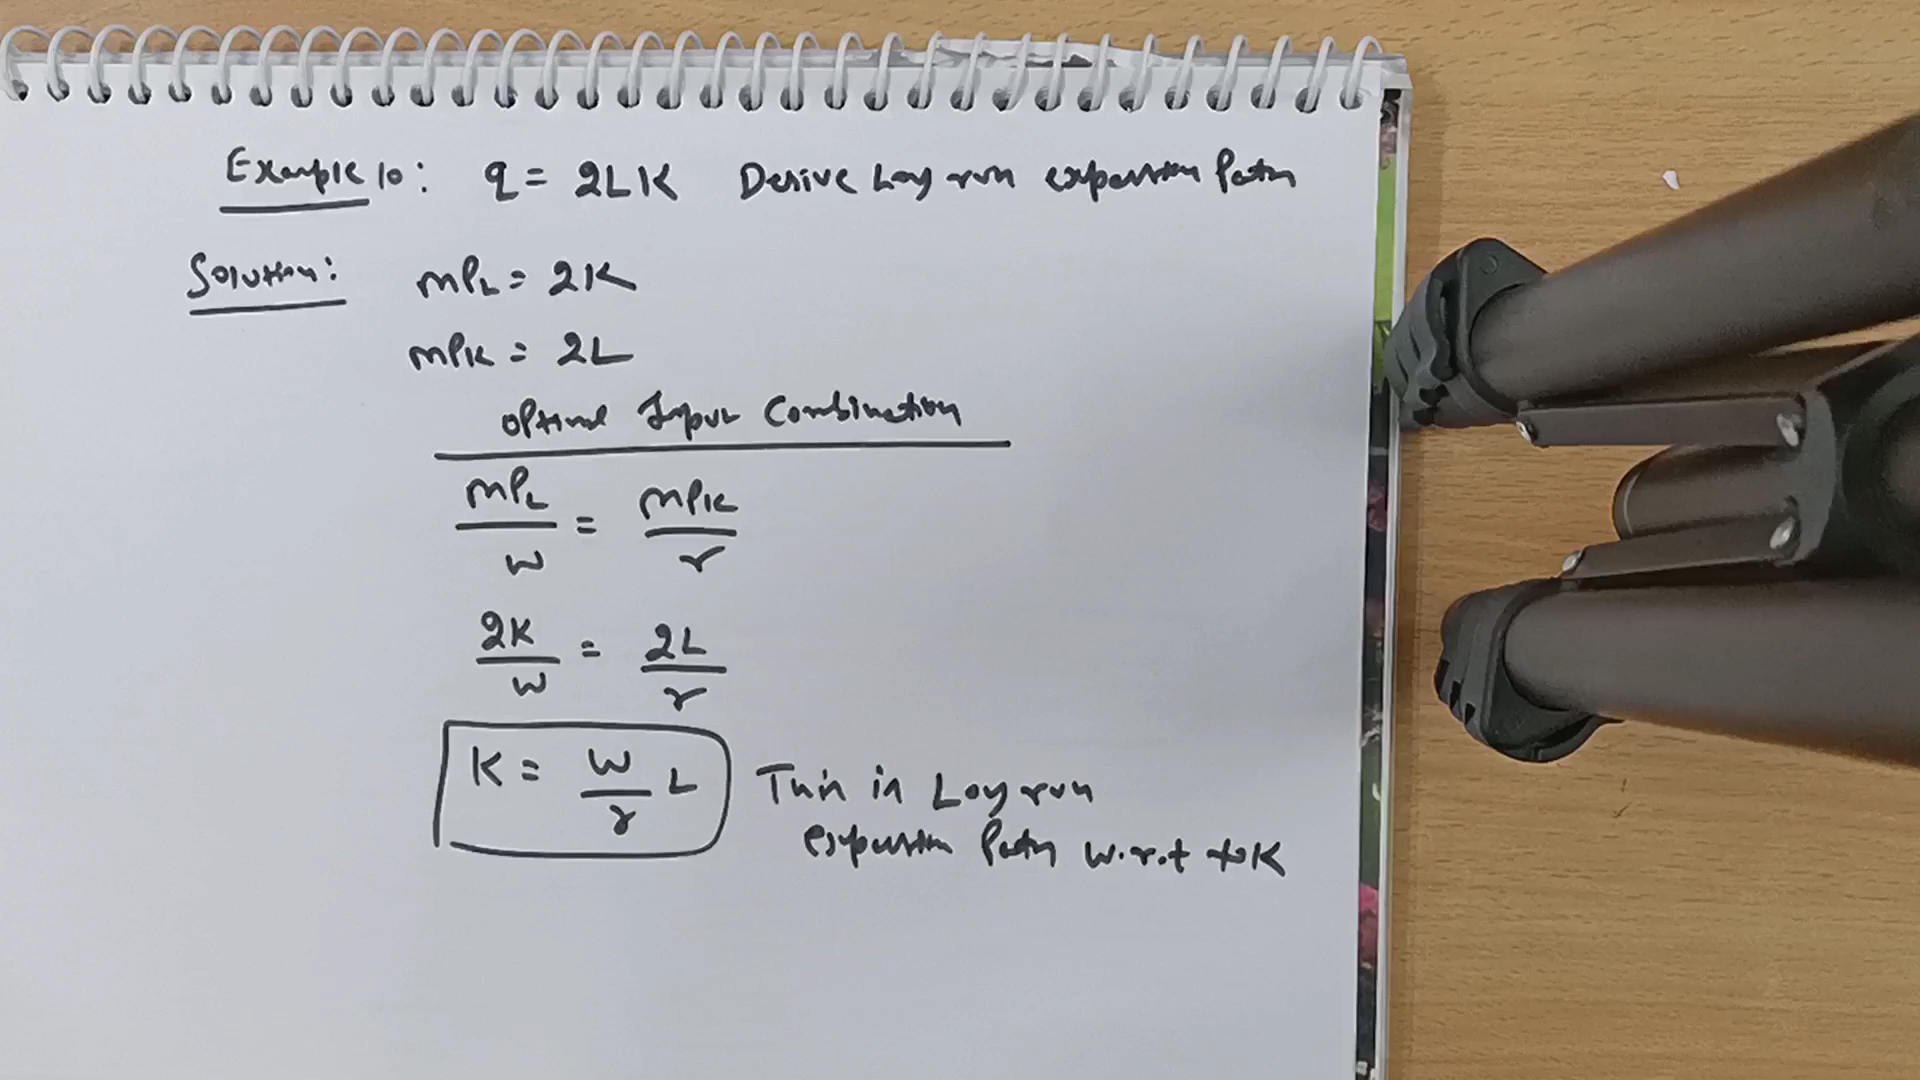 Example 10: q = 2LK Derive Long run expansion Path
Solution: MPL = 2K
MPK = 2L
Optimal Input Combination
MPL/w = MPK/r
2K/w = 2L/r
K = w/r L This is Long run
expansion Path w.r.t to K